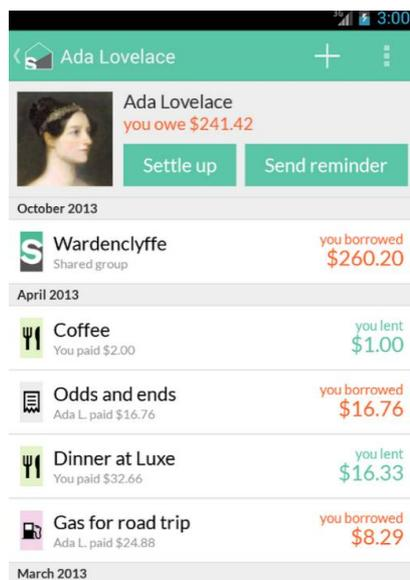 3G 3:00
S Ada Lovelace
Ada Lovelace
you owe $241.42
Settle up Send reminder
October 2013
S Wardenclyffe you borrowed
Shared group $260.20
April 2013
Coffee you lent
You paid $2.00 $1.00
Odds and ends you borrowed
Ada L. paid $16.76 $16.76
Dinner at Luxe you lent
You paid $32.66 $16.33
Gas for road trip you borrowed
Ada L. paid $24.88 $8.29
March 2013